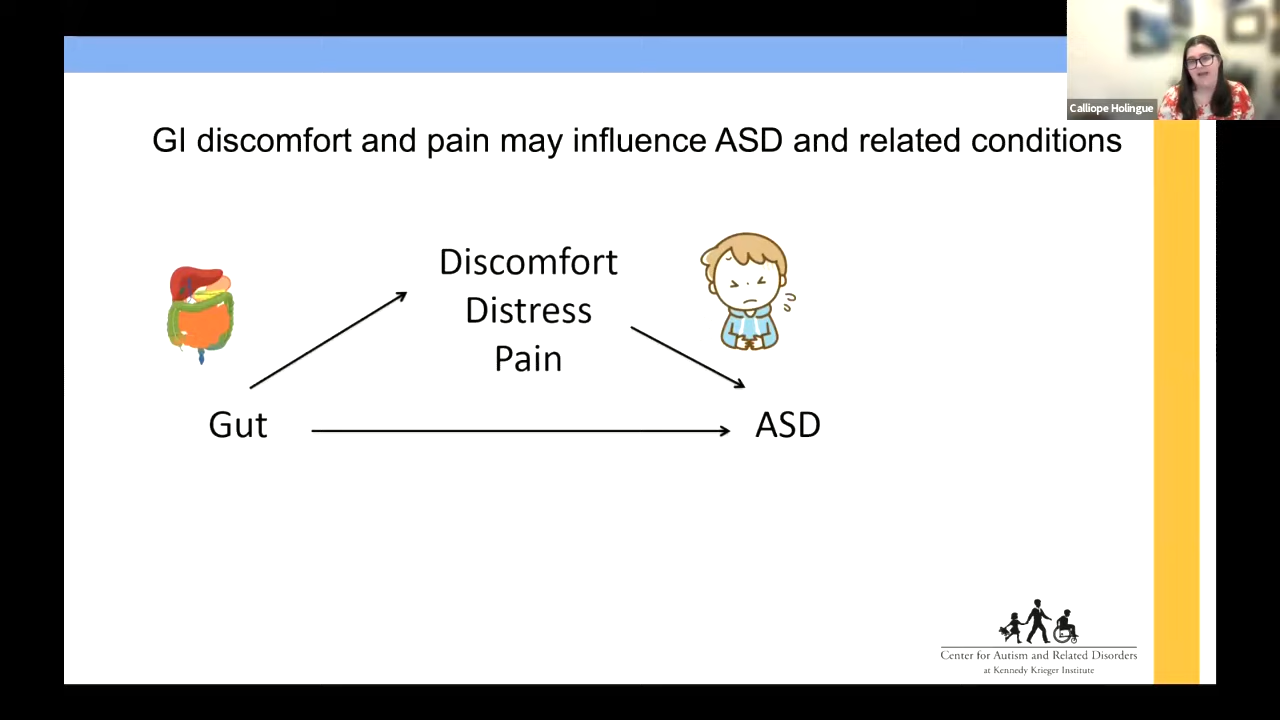 Calliope Holingue
GI discomfort and pain may influence ASD and related conditions
Discomfort
Distress
Pain
Gut
ASD
Center for Autism and Related Disorders
at Kennedy Krieger Institute